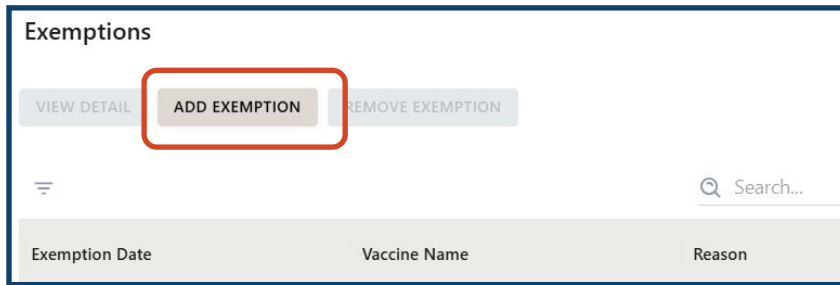 Exemptions
VIEW DETAIL ADD EXEMPTION REMOVE EXEMPTION
Search...
Exemption Date Vaccine Name Reason